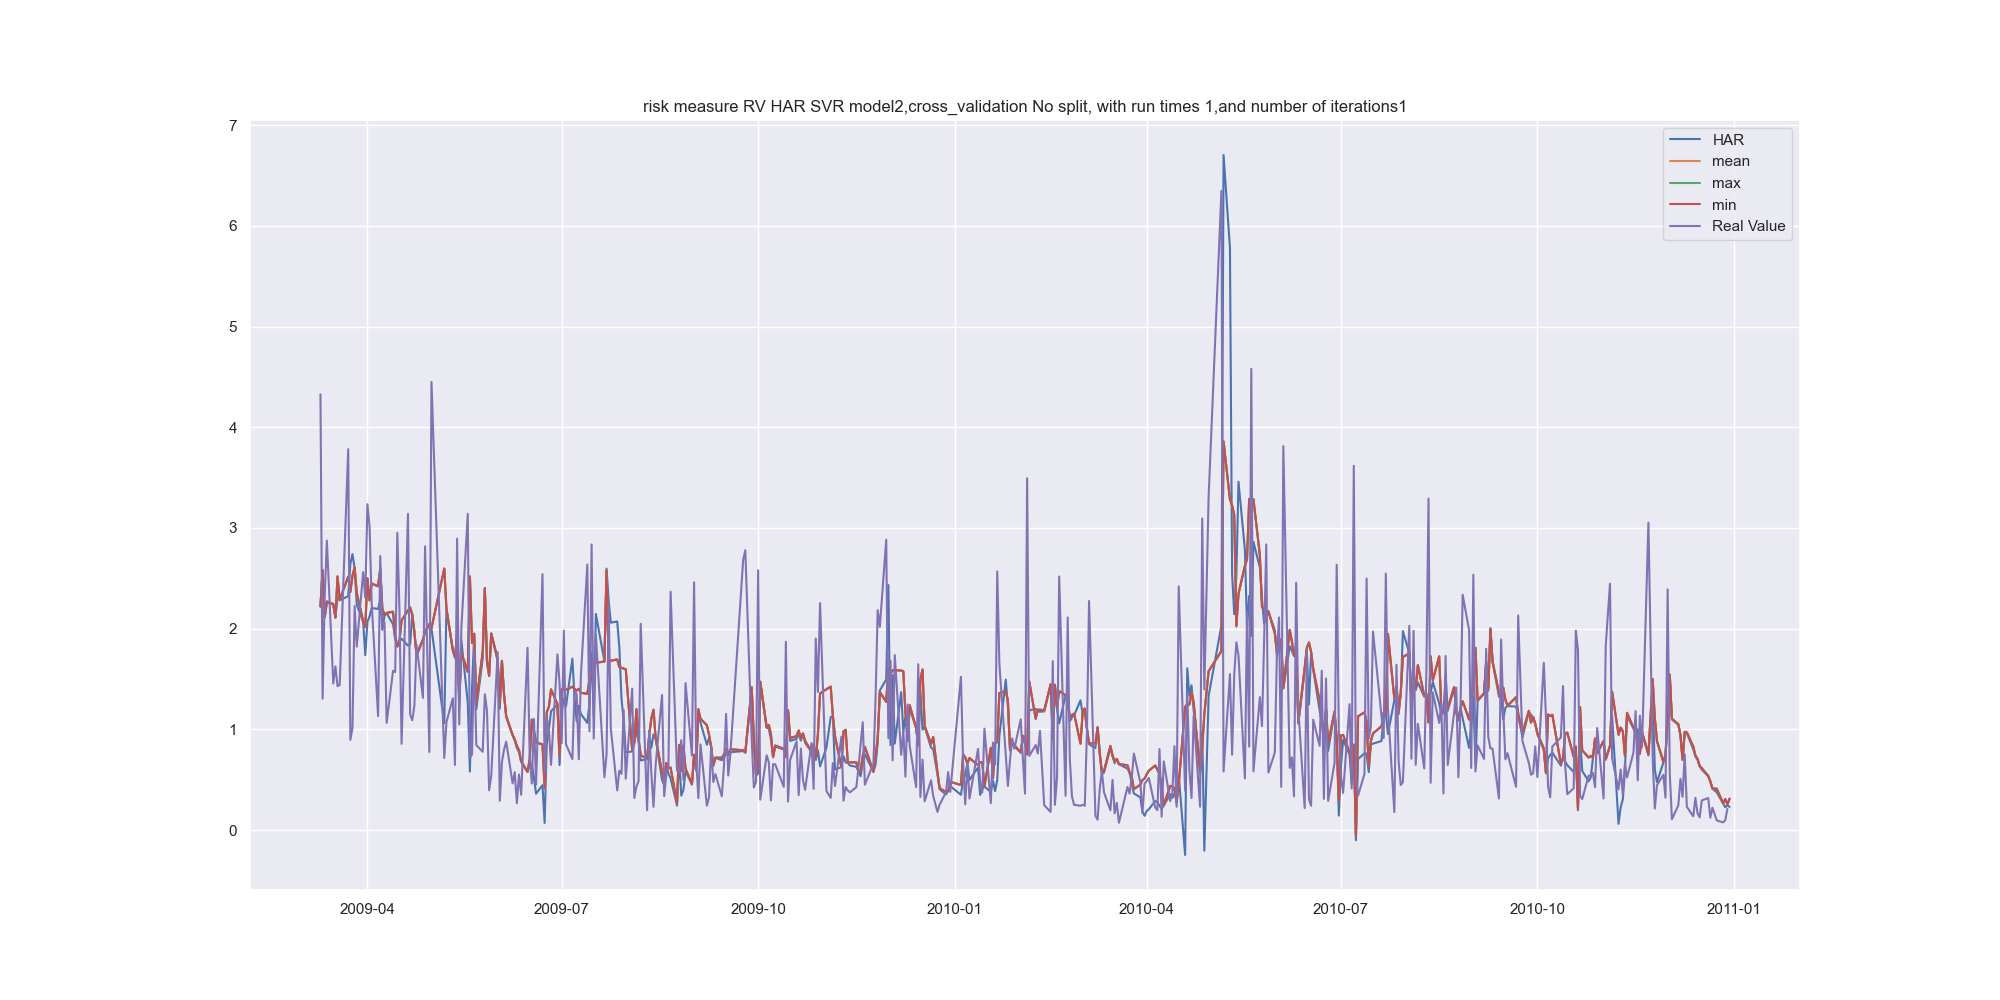 risk measure RV HAR SVR model2,cross_validation No split, with run times 1,and number of iterations1
7
6
5
4
3
2
1
0
HAR
mean
max
min
Real Value
2009-04
2009-07
2009-10
2010-01
2010-04
2010-07
2010-10
2011-01